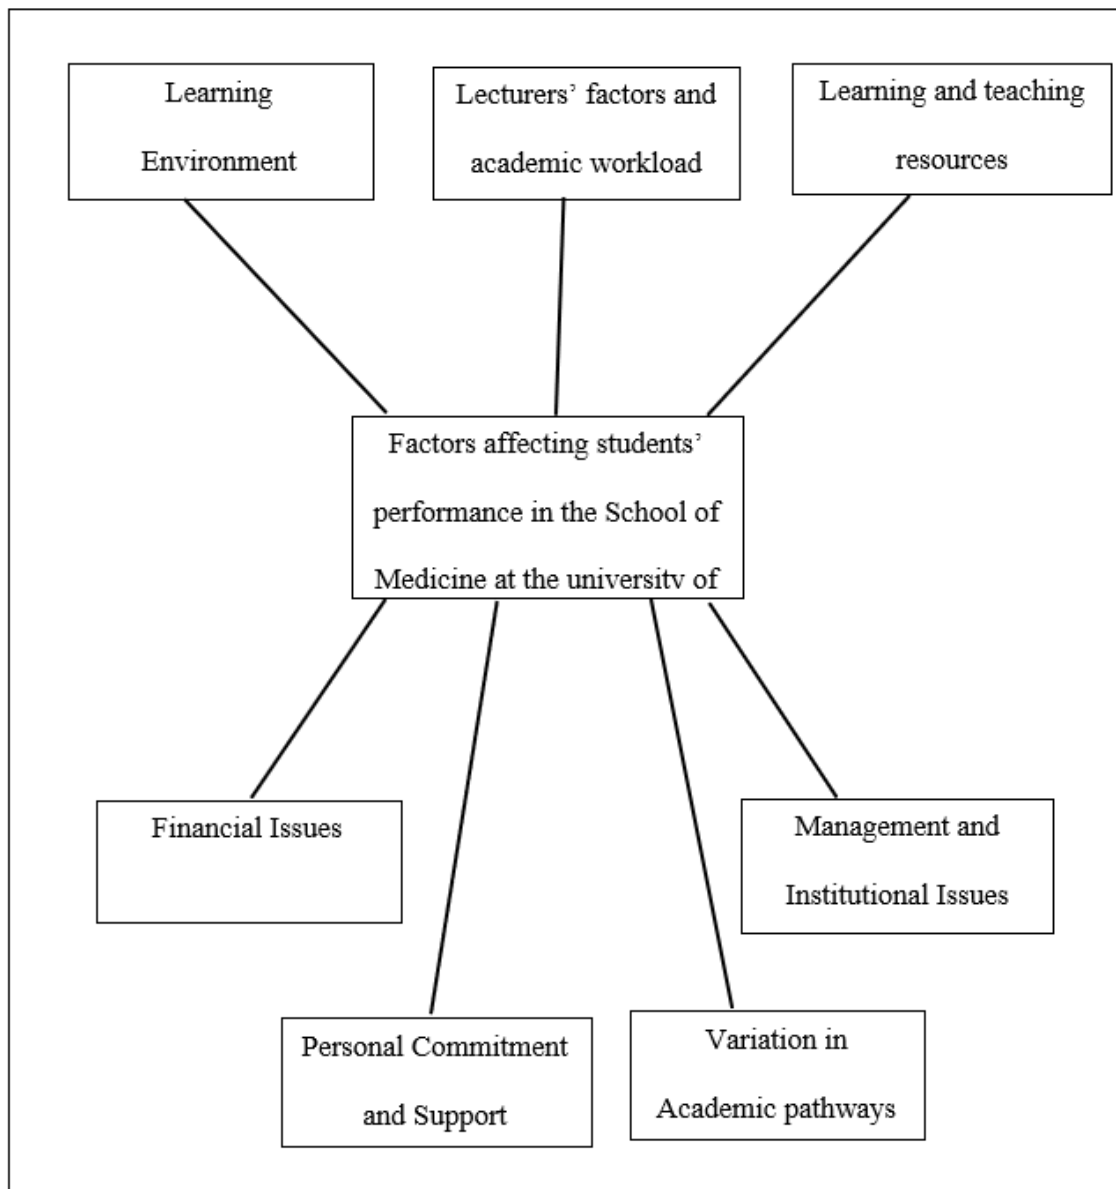 Learning
Environment
Lecturers’ factors and
academic workload
Learning and teaching
resources
Factors affecting students’
performance in the School of
Medicine at the university of
Financial Issues
Management and
Institutional Issues
Personal Commitment
and Support
Variation in
Academic pathways